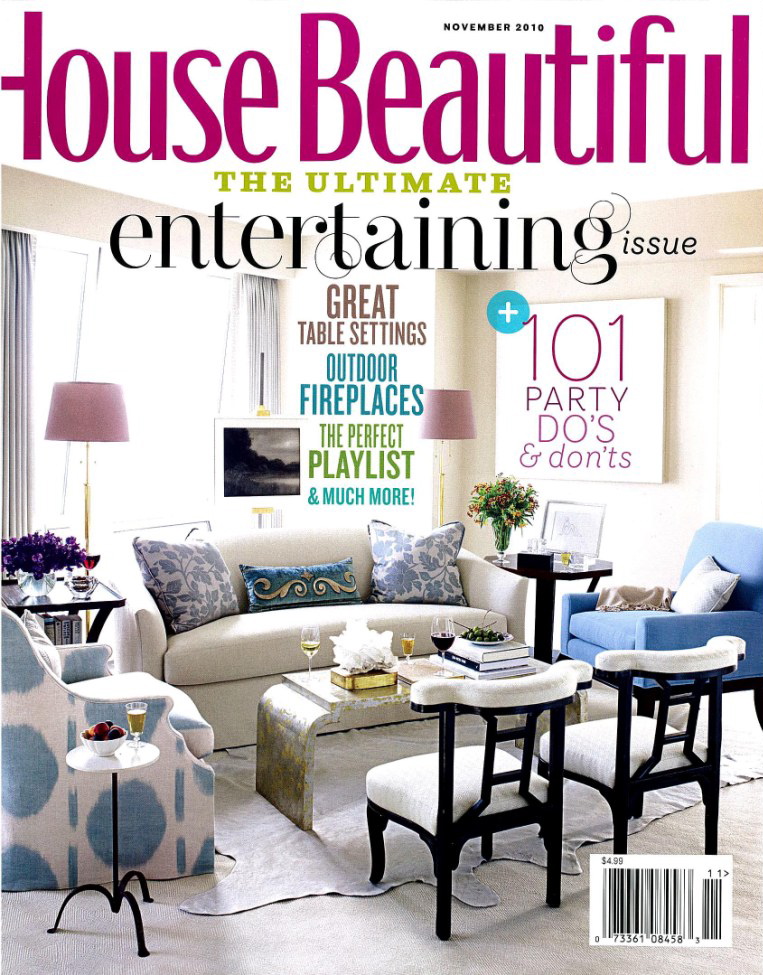 NOVEMBER 2010
House Beautiful
THE ULTIMATE
entertaining issue
GREAT
TABLE SETTINGS
OUTDOOR
FIREPLACES
THE PERFECT
PLAYLIST
& MUCH MORE!
+
101
PARTY
DO'S
& don'ts
$4.99
11>
0 73361 08458 3